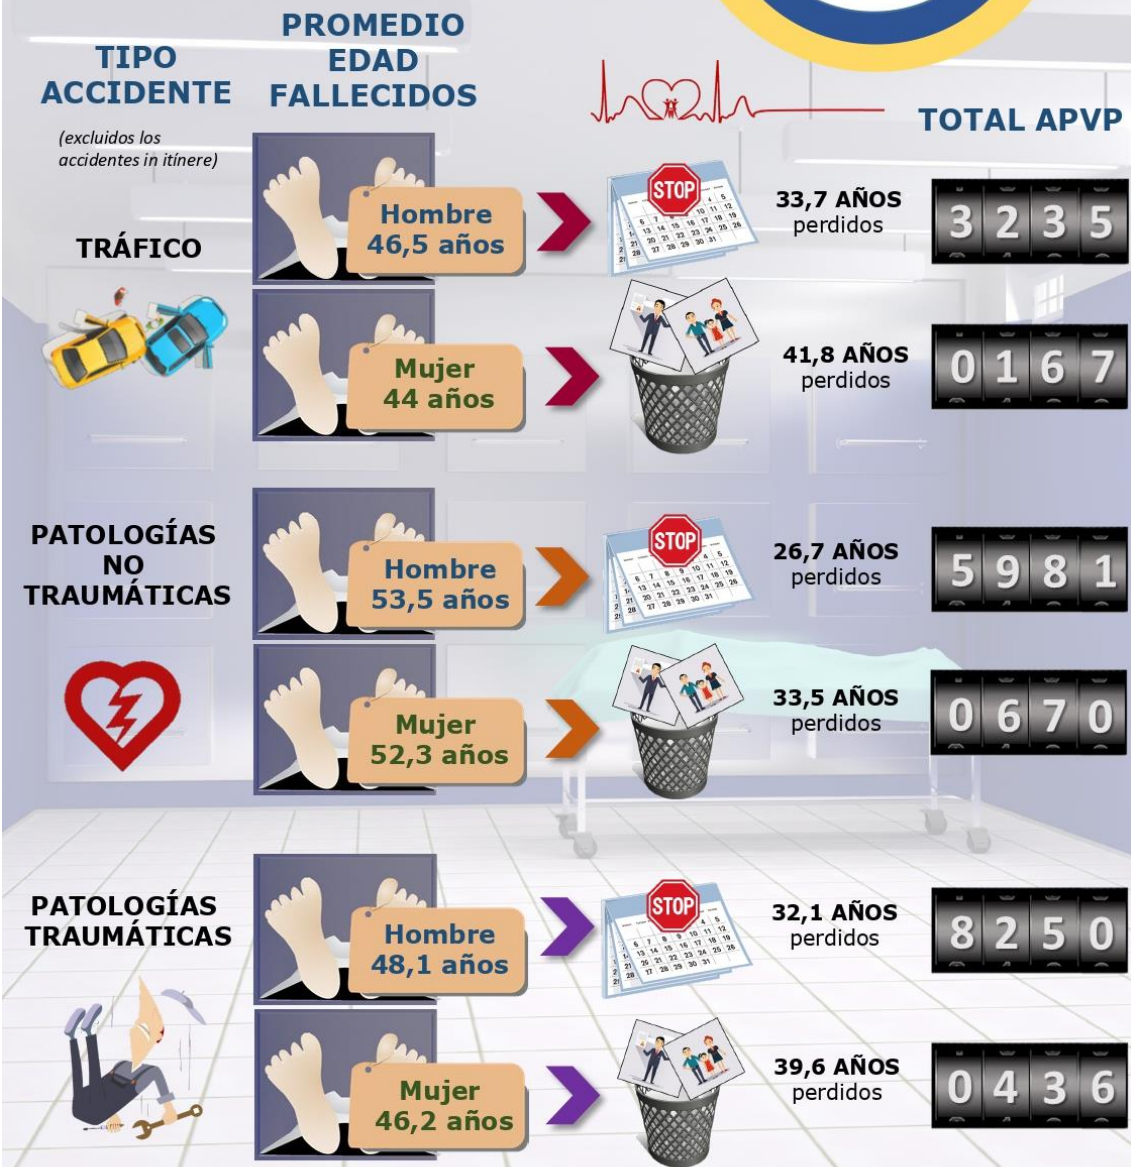 TIPO
ACCIDENTE
(excluidos los
accidentes in itínere)
PROMEDIO
EDAD
FALLECIDOS
TOTAL APVP
TRÁFICO
Hombre
46,5 años
STOP
33,7 AÑOS
perdidos
3235
Mujer
44 años
41,8 AÑOS
perdidos
0167
PATOLOGÍAS
NO
TRAUMÁTICAS
Hombre
53,5 años
STOP
26,7 AÑOS
perdidos
5981
Mujer
52,3 años
33,5 AÑOS
perdidos
0670
PATOLOGÍAS
TRAUMÁTICAS
Hombre
48,1 años
STOP
32,1 AÑOS
perdidos
8250
Mujer
46,2 años
39,6 AÑOS
perdidos
0436